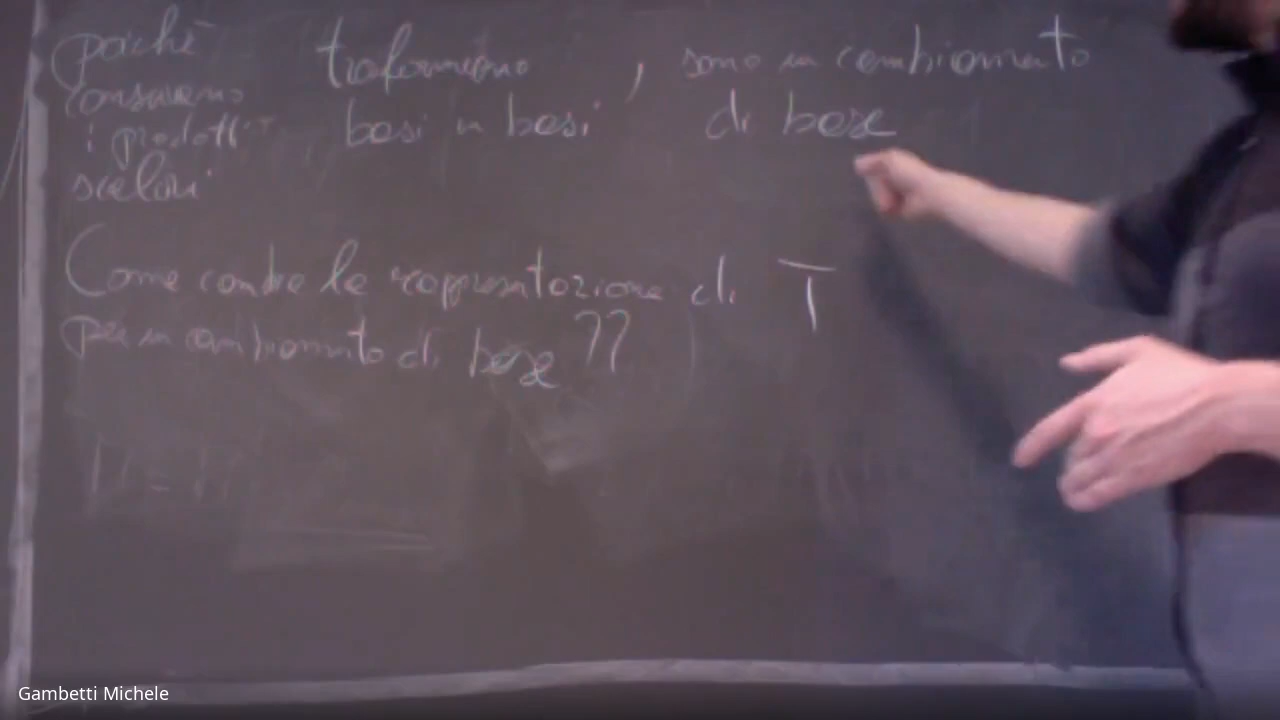 poichè trasformano , sono un cambiamento
conservano
i prodotti basi in basi di base
scalari
Come cambia la rappresentazione di T
per un cambiamento di base ??
Gambetti Michele